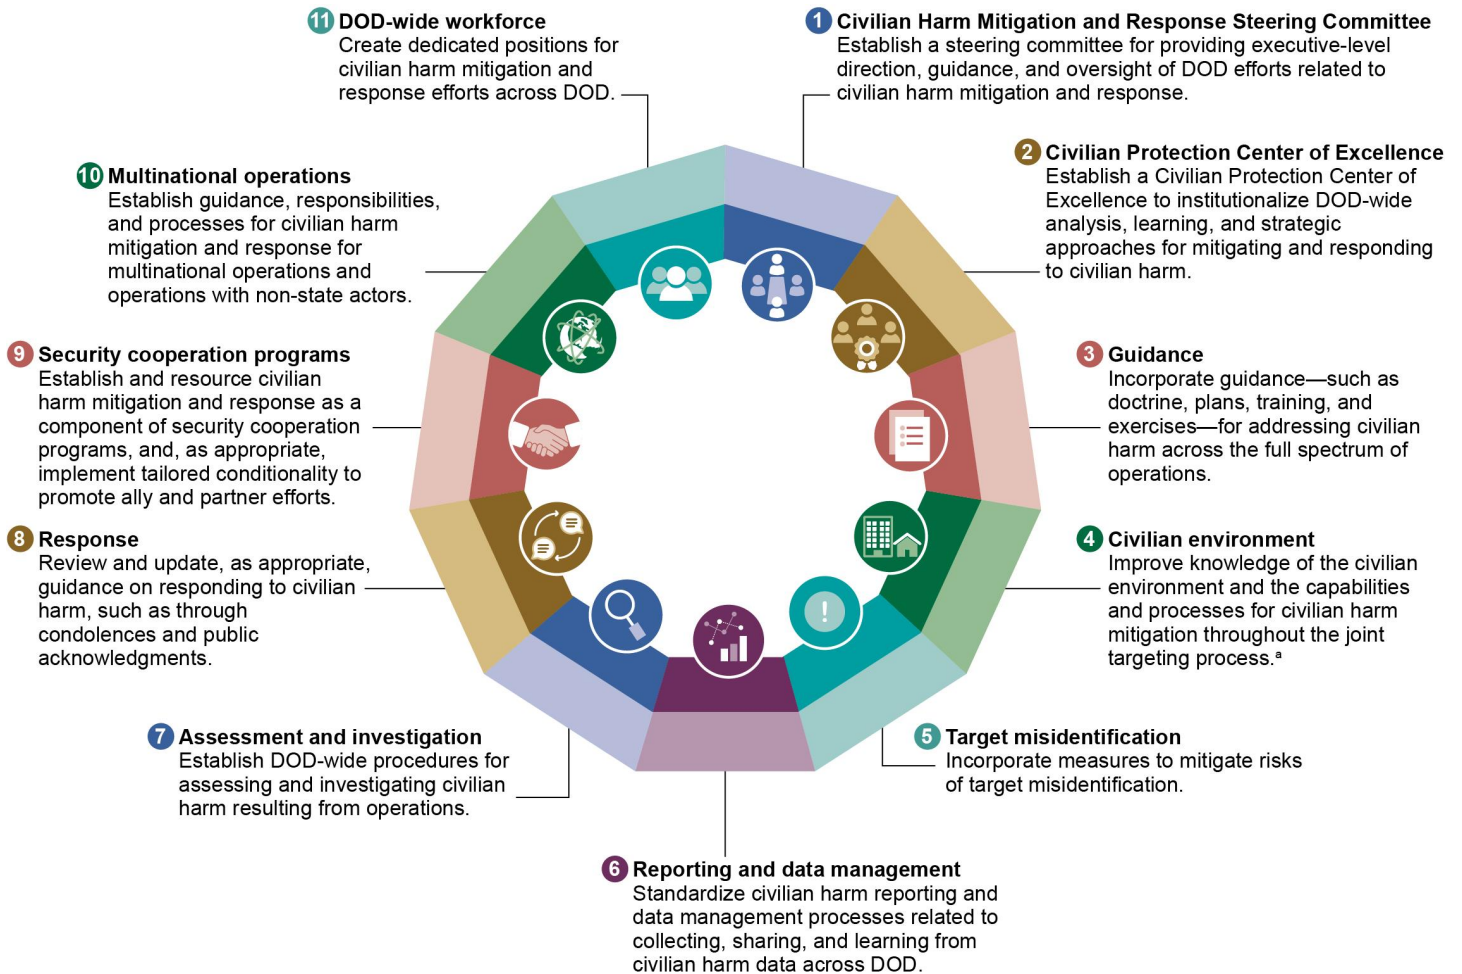 1 Civilian Harm Mitigation and Response Steering Committee
Establish a steering committee for providing executive-level
direction, guidance, and oversight of DOD efforts related to
civilian harm mitigation and response.
2 Civilian Protection Center of Excellence
Establish a Civilian Protection Center of
Excellence to institutionalize DOD-wide
analysis, learning, and strategic
approaches for mitigating and responding
to civilian harm.
3 Guidance
Incorporate guidance—such as
doctrine, plans, training, and
exercises—for addressing civilian
harm across the full spectrum of
operations.
4 Civilian environment
Improve knowledge of the civilian
environment and the capabilities
and processes for civilian harm
mitigation throughout the joint
targeting process.ª
5 Target misidentification
Incorporate measures to mitigate risks
of target misidentification.
6 Reporting and data management
Standardize civilian harm reporting and
data management processes related to
collecting, sharing, and learning from
civilian harm data across DOD.
7 Assessment and investigation
Establish DOD-wide procedures for
assessing and investigating civilian
harm resulting from operations.
8 Response
Review and update, as appropriate,
guidance on responding to civilian
harm, such as through
condolences and public
acknowledgments.
9 Security cooperation programs
Establish and resource civilian
harm mitigation and response as a
component of security cooperation
programs, and, as appropriate,
implement tailored conditionality to
promote ally and partner efforts.
10 Multinational operations
Establish guidance, responsibilities,
and processes for civilian harm
mitigation and response for
multinational operations and
operations with non-state actors.
11 DOD-wide workforce
Create dedicated positions for
civilian harm mitigation and
response efforts across DOD.
!